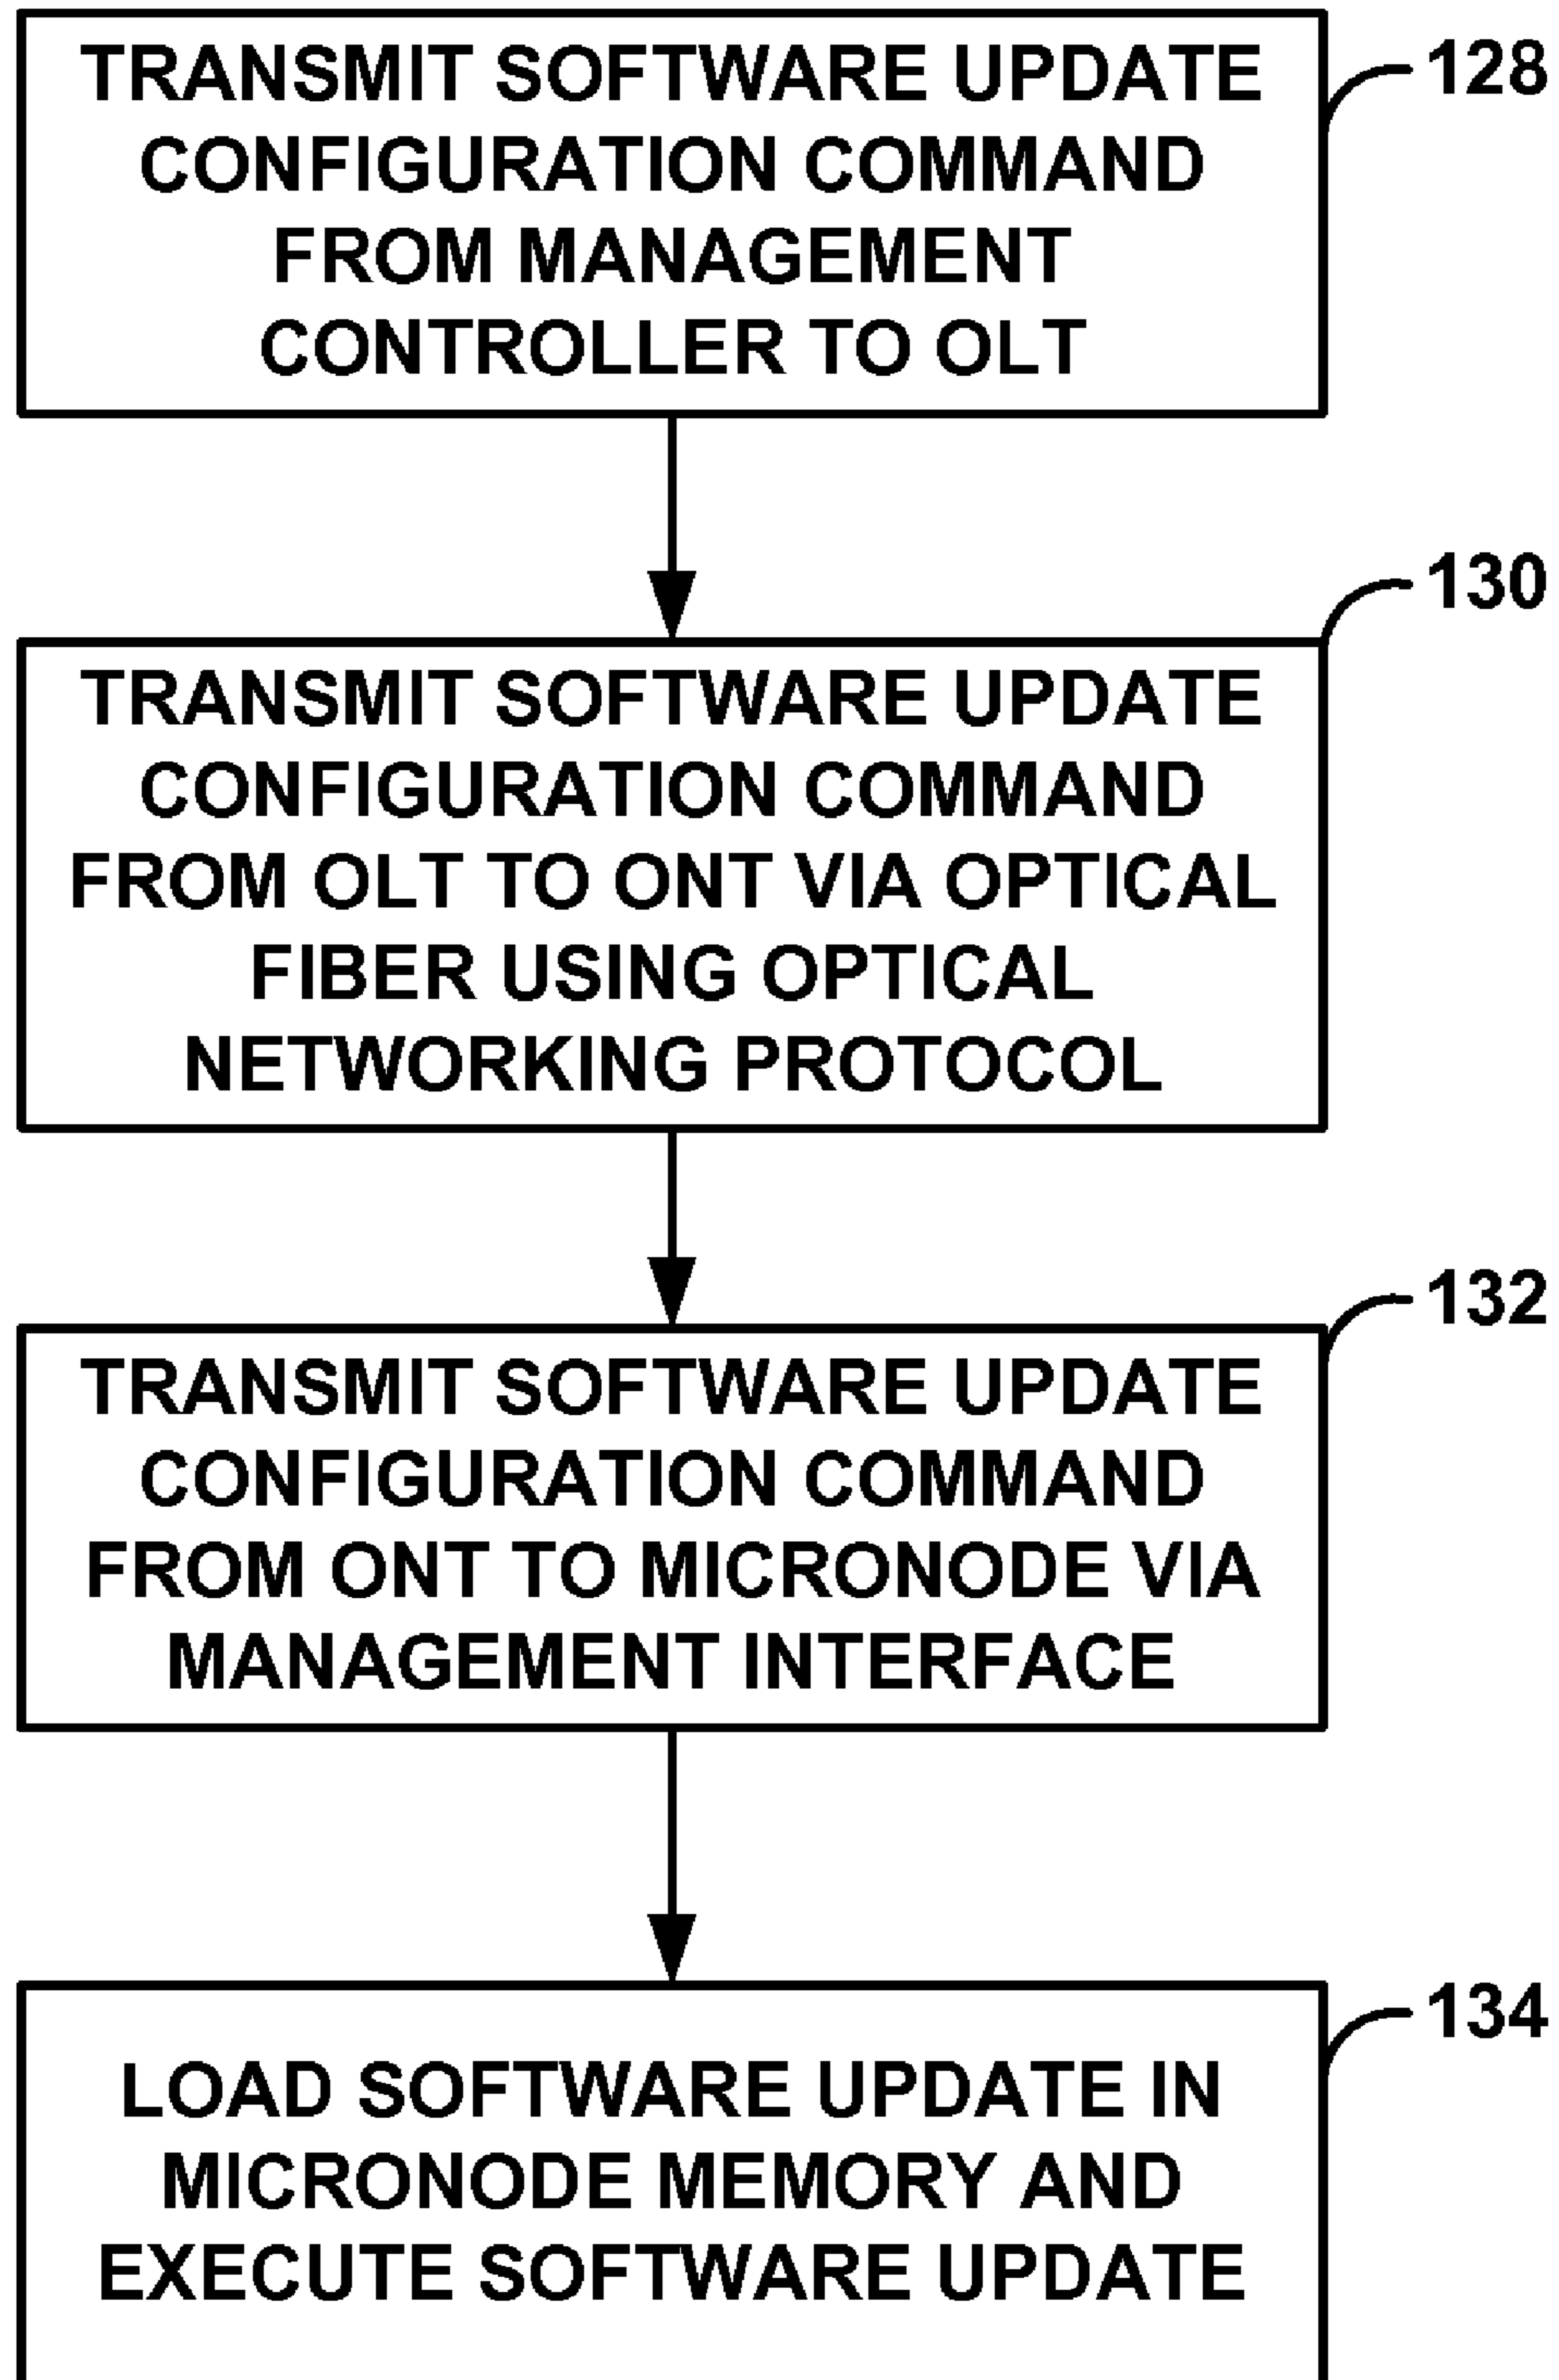 TRANSMIT SOFTWARE UPDATE
CONFIGURATION COMMAND
FROM MANAGEMENT
CONTROLLER TO OLT
128
TRANSMIT SOFTWARE UPDATE
CONFIGURATION COMMAND
FROM OLT TO ONT VIA OPTICAL
FIBER USING OPTICAL
NETWORKING PROTOCOL
130
TRANSMIT SOFTWARE UPDATE
CONFIGURATION COMMAND
FROM ONT TO MICRONODE VIA
MANAGEMENT INTERFACE
132
LOAD SOFTWARE UPDATE IN
MICRONODE MEMORY AND
EXECUTE SOFTWARE UPDATE
134